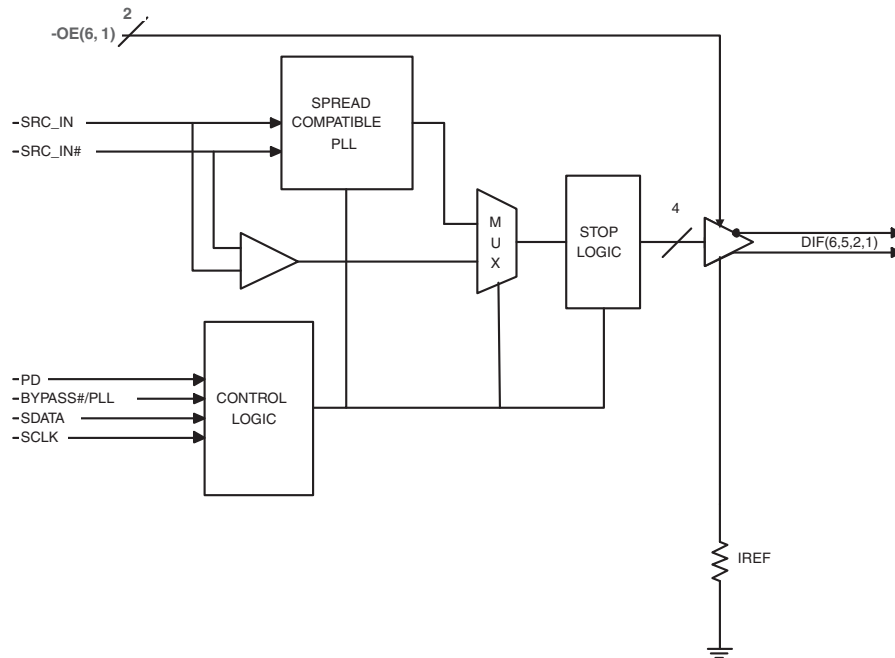 2
-OE(6, 1)
SPREAD
COMPATIBLE
PLL
SRC_IN
SRC_IN#
M
U
X
STOP
LOGIC
4
DIF(6,5,2,1)
PD
BYPASS#/PLL
SDATA
SCLK
CONTROL
LOGIC
IREF